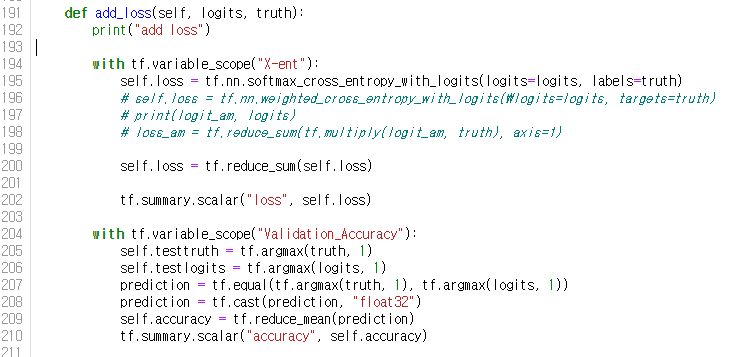 191 def add_loss(self, logits, truth):
192 print("add loss")
193
194 with tf.variable_scope("X-ent"):
195 self.loss = tf.nn.softmax_cross_entropy_with_logits(logits=logits, labels=truth)
196 # self.loss = tf.nn.weighted_cross_entropy_with_logits(₩logits=logits, targets=truth)
197 # print(logit_am, logits)
198 # loss_am = tf.reduce_sum(tf.multiply(logit_am, truth), axis=1)
199
200 self.loss = tf.reduce_sum(self.loss)
201
202 tf.summary.scalar("loss", self.loss)
203
204 with tf.variable_scope("Validation_Accuracy"):
205 self.testtruth = tf.argmax(truth, 1)
206 self.testlogits = tf.argmax(logits, 1)
207 prediction = tf.equal(tf.argmax(truth, 1), tf.argmax(logits, 1))
208 prediction = tf.cast(prediction, "float32")
209 self.accuracy = tf.reduce_mean(prediction)
210 tf.summary.scalar("accuracy", self.accuracy)
211